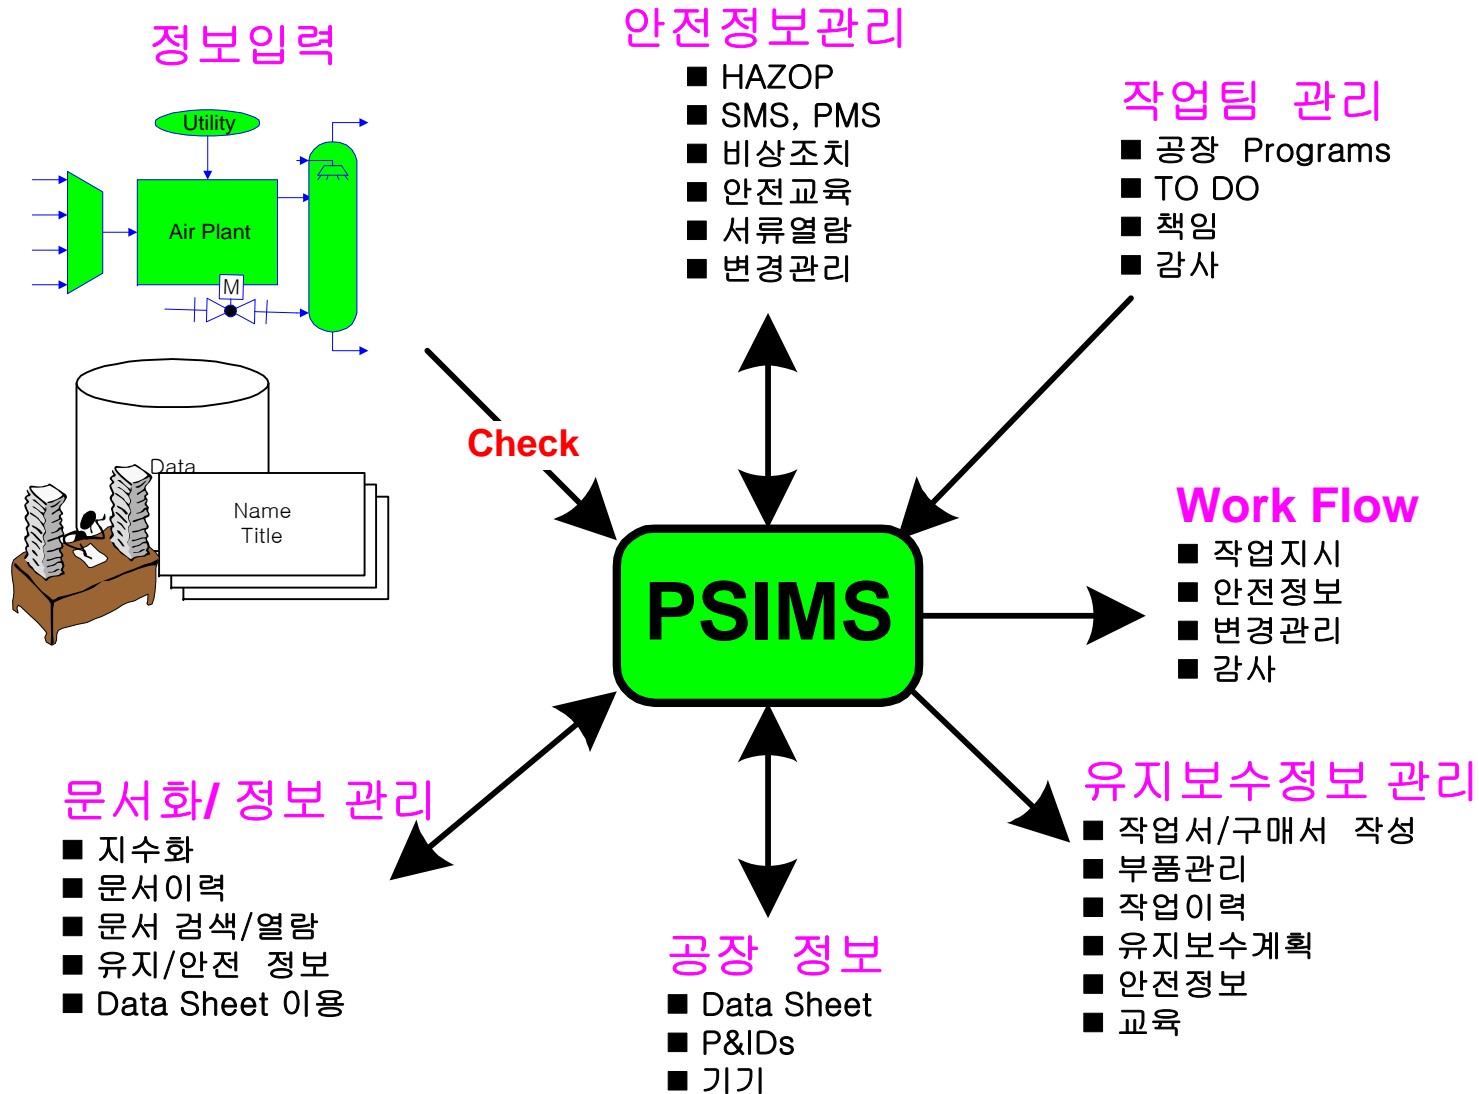 정보입력
Utility
Air Plant
M
Data
Name
Title
Check
안전정보관리
■ HAZOP
■ SMS, PMS
■ 비상조치
■ 안전교육
■ 서류열람
■ 변경관리
작업팀 관리
■ 공장 Programs
■ TO DO
■ 책임
■ 감사
PSIMS
Work Flow
■ 작업지시
■ 안전정보
■ 변경관리
■ 감사
문서화/ 정보 관리
■ 지수화
■ 문서이력
■ 문서 검색/열람
■ 유지/안전 정보
■ Data Sheet 이용
공장 정보
■ Data Sheet
■ P&IDs
■ 기기
유지보수정보 관리
■ 작업서/구매서 작성
■ 부품관리
■ 작업이력
■ 유지보수계획
■ 안전정보
■ 교육